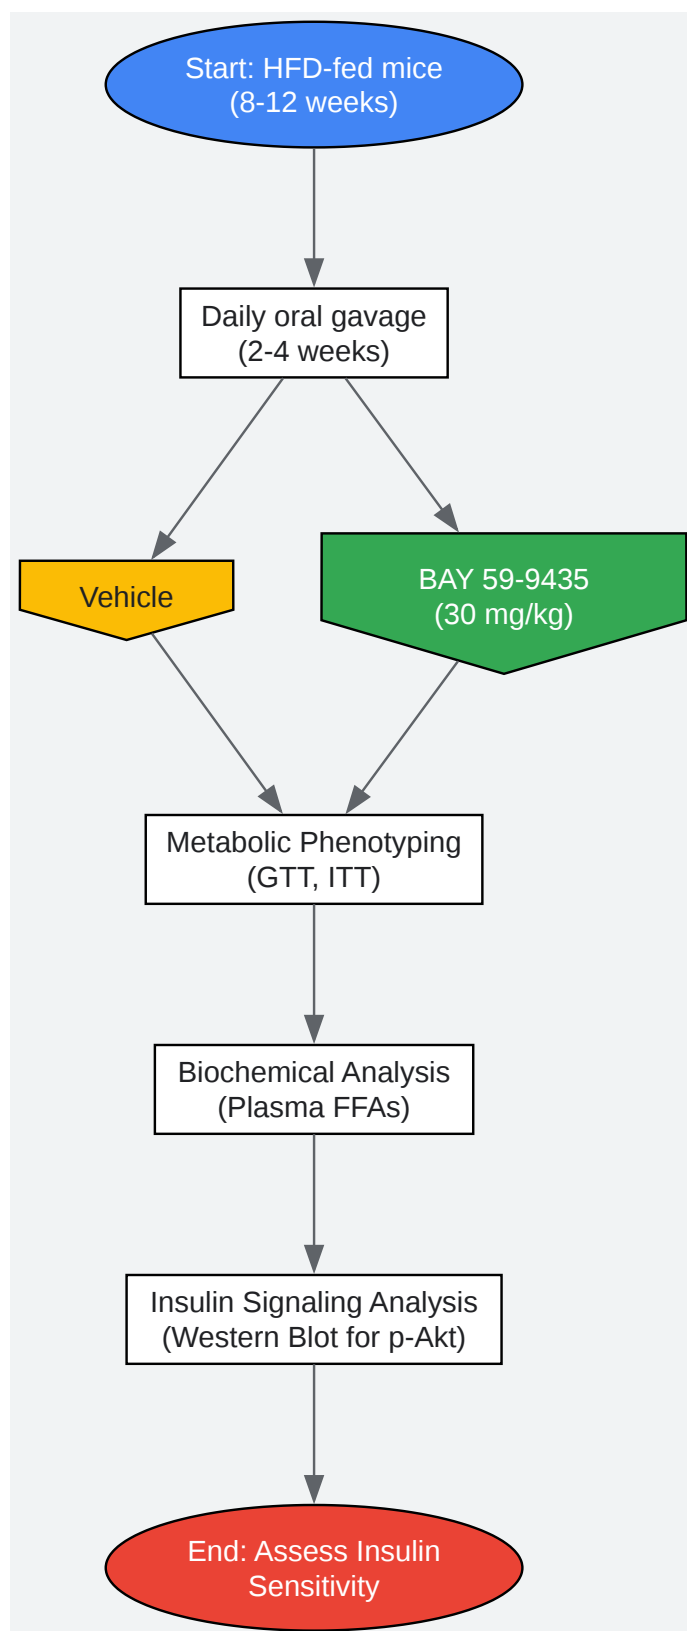 Start: HFD-fed mice
(8-12 weeks)
Daily oral gavage
(2-4 weeks)
Vehicle
BAY 59-9435
(30 mg/kg)
Metabolic Phenotyping
(GTT, ITT)
Biochemical Analysis
(Plasma FFAs)
Insulin Signaling Analysis
(Western Blot for p-Akt)
End: Assess Insulin
Sensitivity